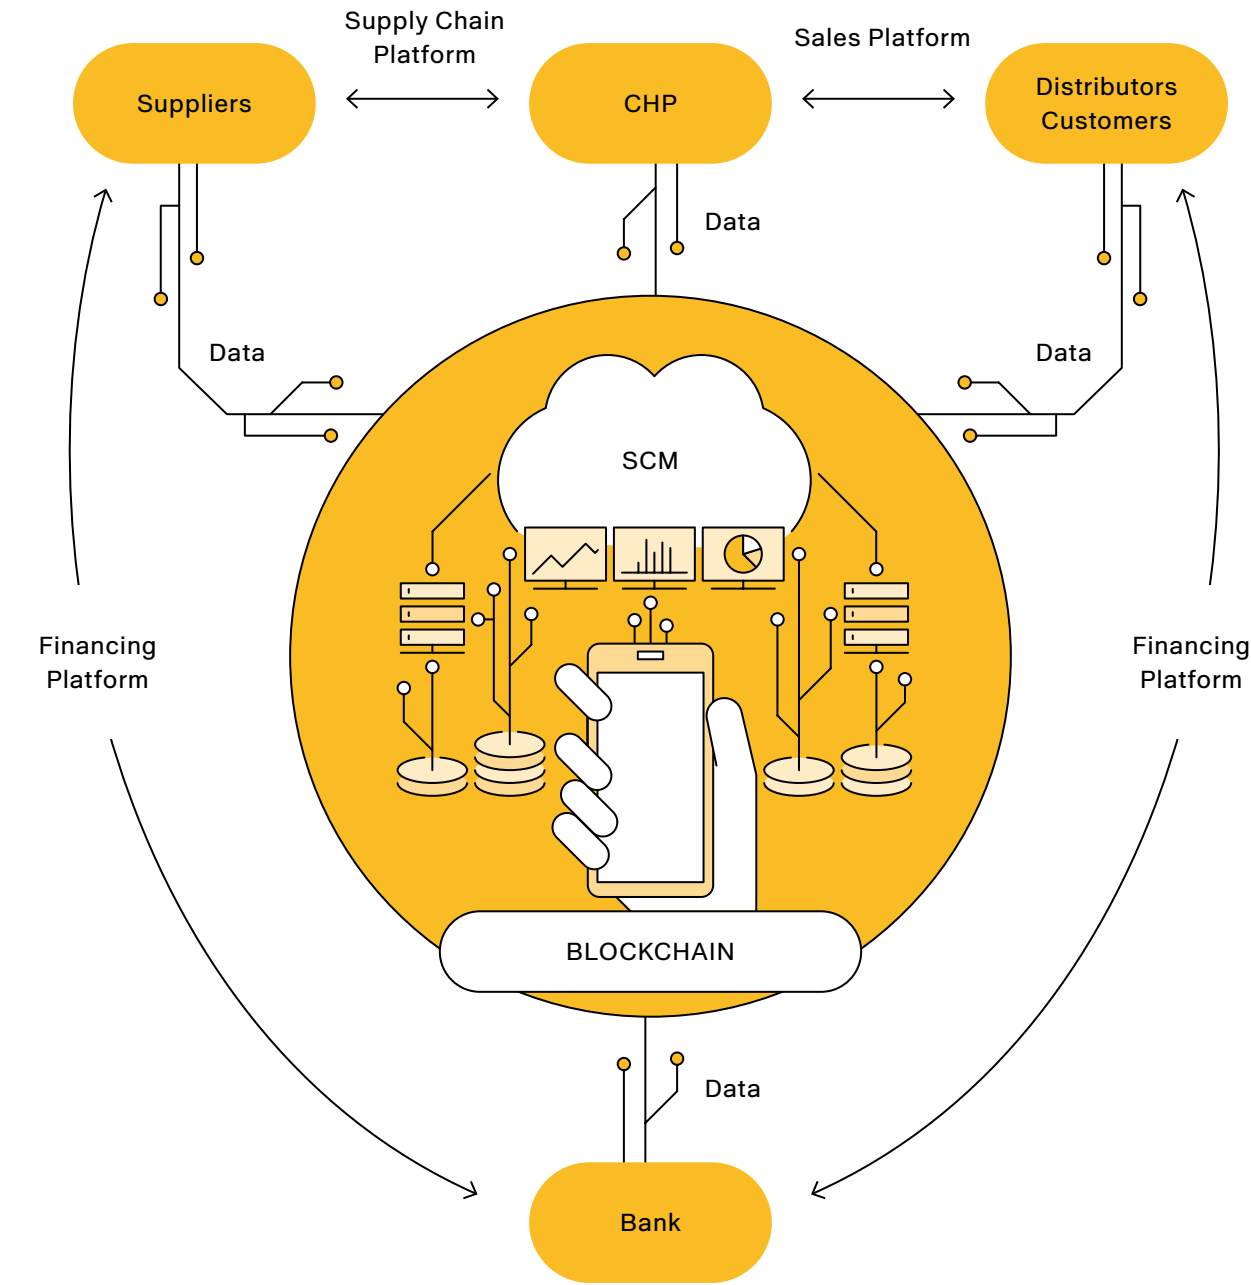 Supply Chain
Platform
Sales Platform
Suppliers
CHP
Distributors
Customers
Data
Data
Data
SCM
Financing
Platform
Financing
Platform
BLOCKCHAIN
Data
Bank